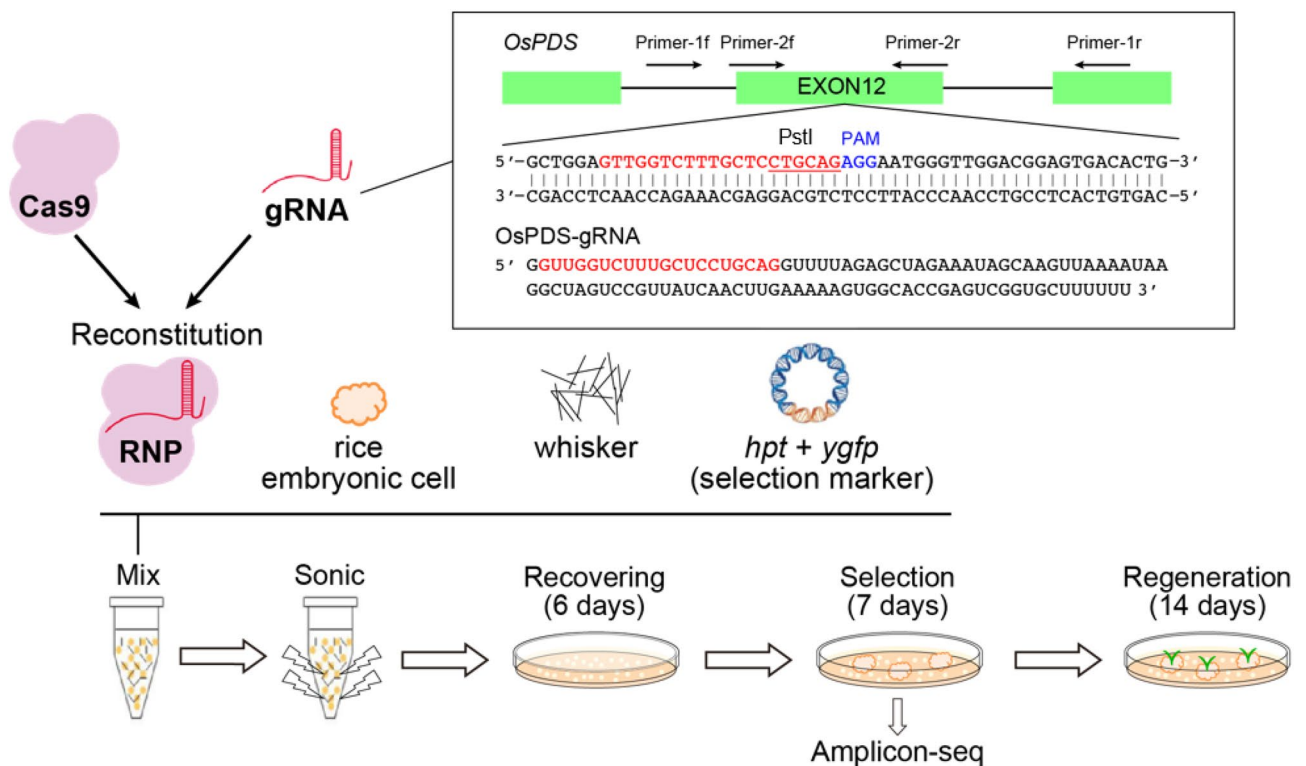 OsPDS
Primer-1f
Primer-2f
Primer-2r
Primer-1r
EXON12
PstI
PAM
5′-GCTGGAGTTGGTCTTTGCTCCTGCAGAGGAATGGGTTGGACGGAGTGACACTG-3′
3′-CGACCTCAACCAGAAACGAGGACGTCTCCTTACCCAACCTGCCTCACTGTGAC-5′
OsPDS-gRNA
5′ GGUUGGUCUUUGCUCCUGCAGGUUUUAGAGCUAGAAAUAGCAAGUUAAAAUAA
GGCUAGUCCGUUAUCAACUUGAAAAAGUGGCACCGAGUCGGUGCUUUUUU 3′
Cas9
gRNA
Reconstitution
RNP
rice
embryonic cell
whisker
hpt + ygfp
(selection marker)
Mix
Sonic
Recovering
(6 days)
Selection
(7 days)
Regeneration
(14 days)
Amplicon-seq